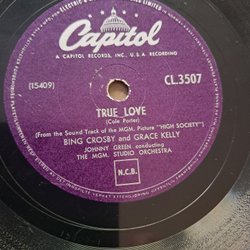 Capitol
A CAPITOL RECORDS, INC., U.S.A. RECORDING
(15409)
CL.3507
TRUE LOVE
(Cole Porter)
(From the Sound Track of the MGM. Picture "HIGH SOCIETY")
BING CROSBY and GRACE KELLY
JOHNNY GREEN conducting
THE MGM. STUDIO ORCHESTRA
N.C.B.